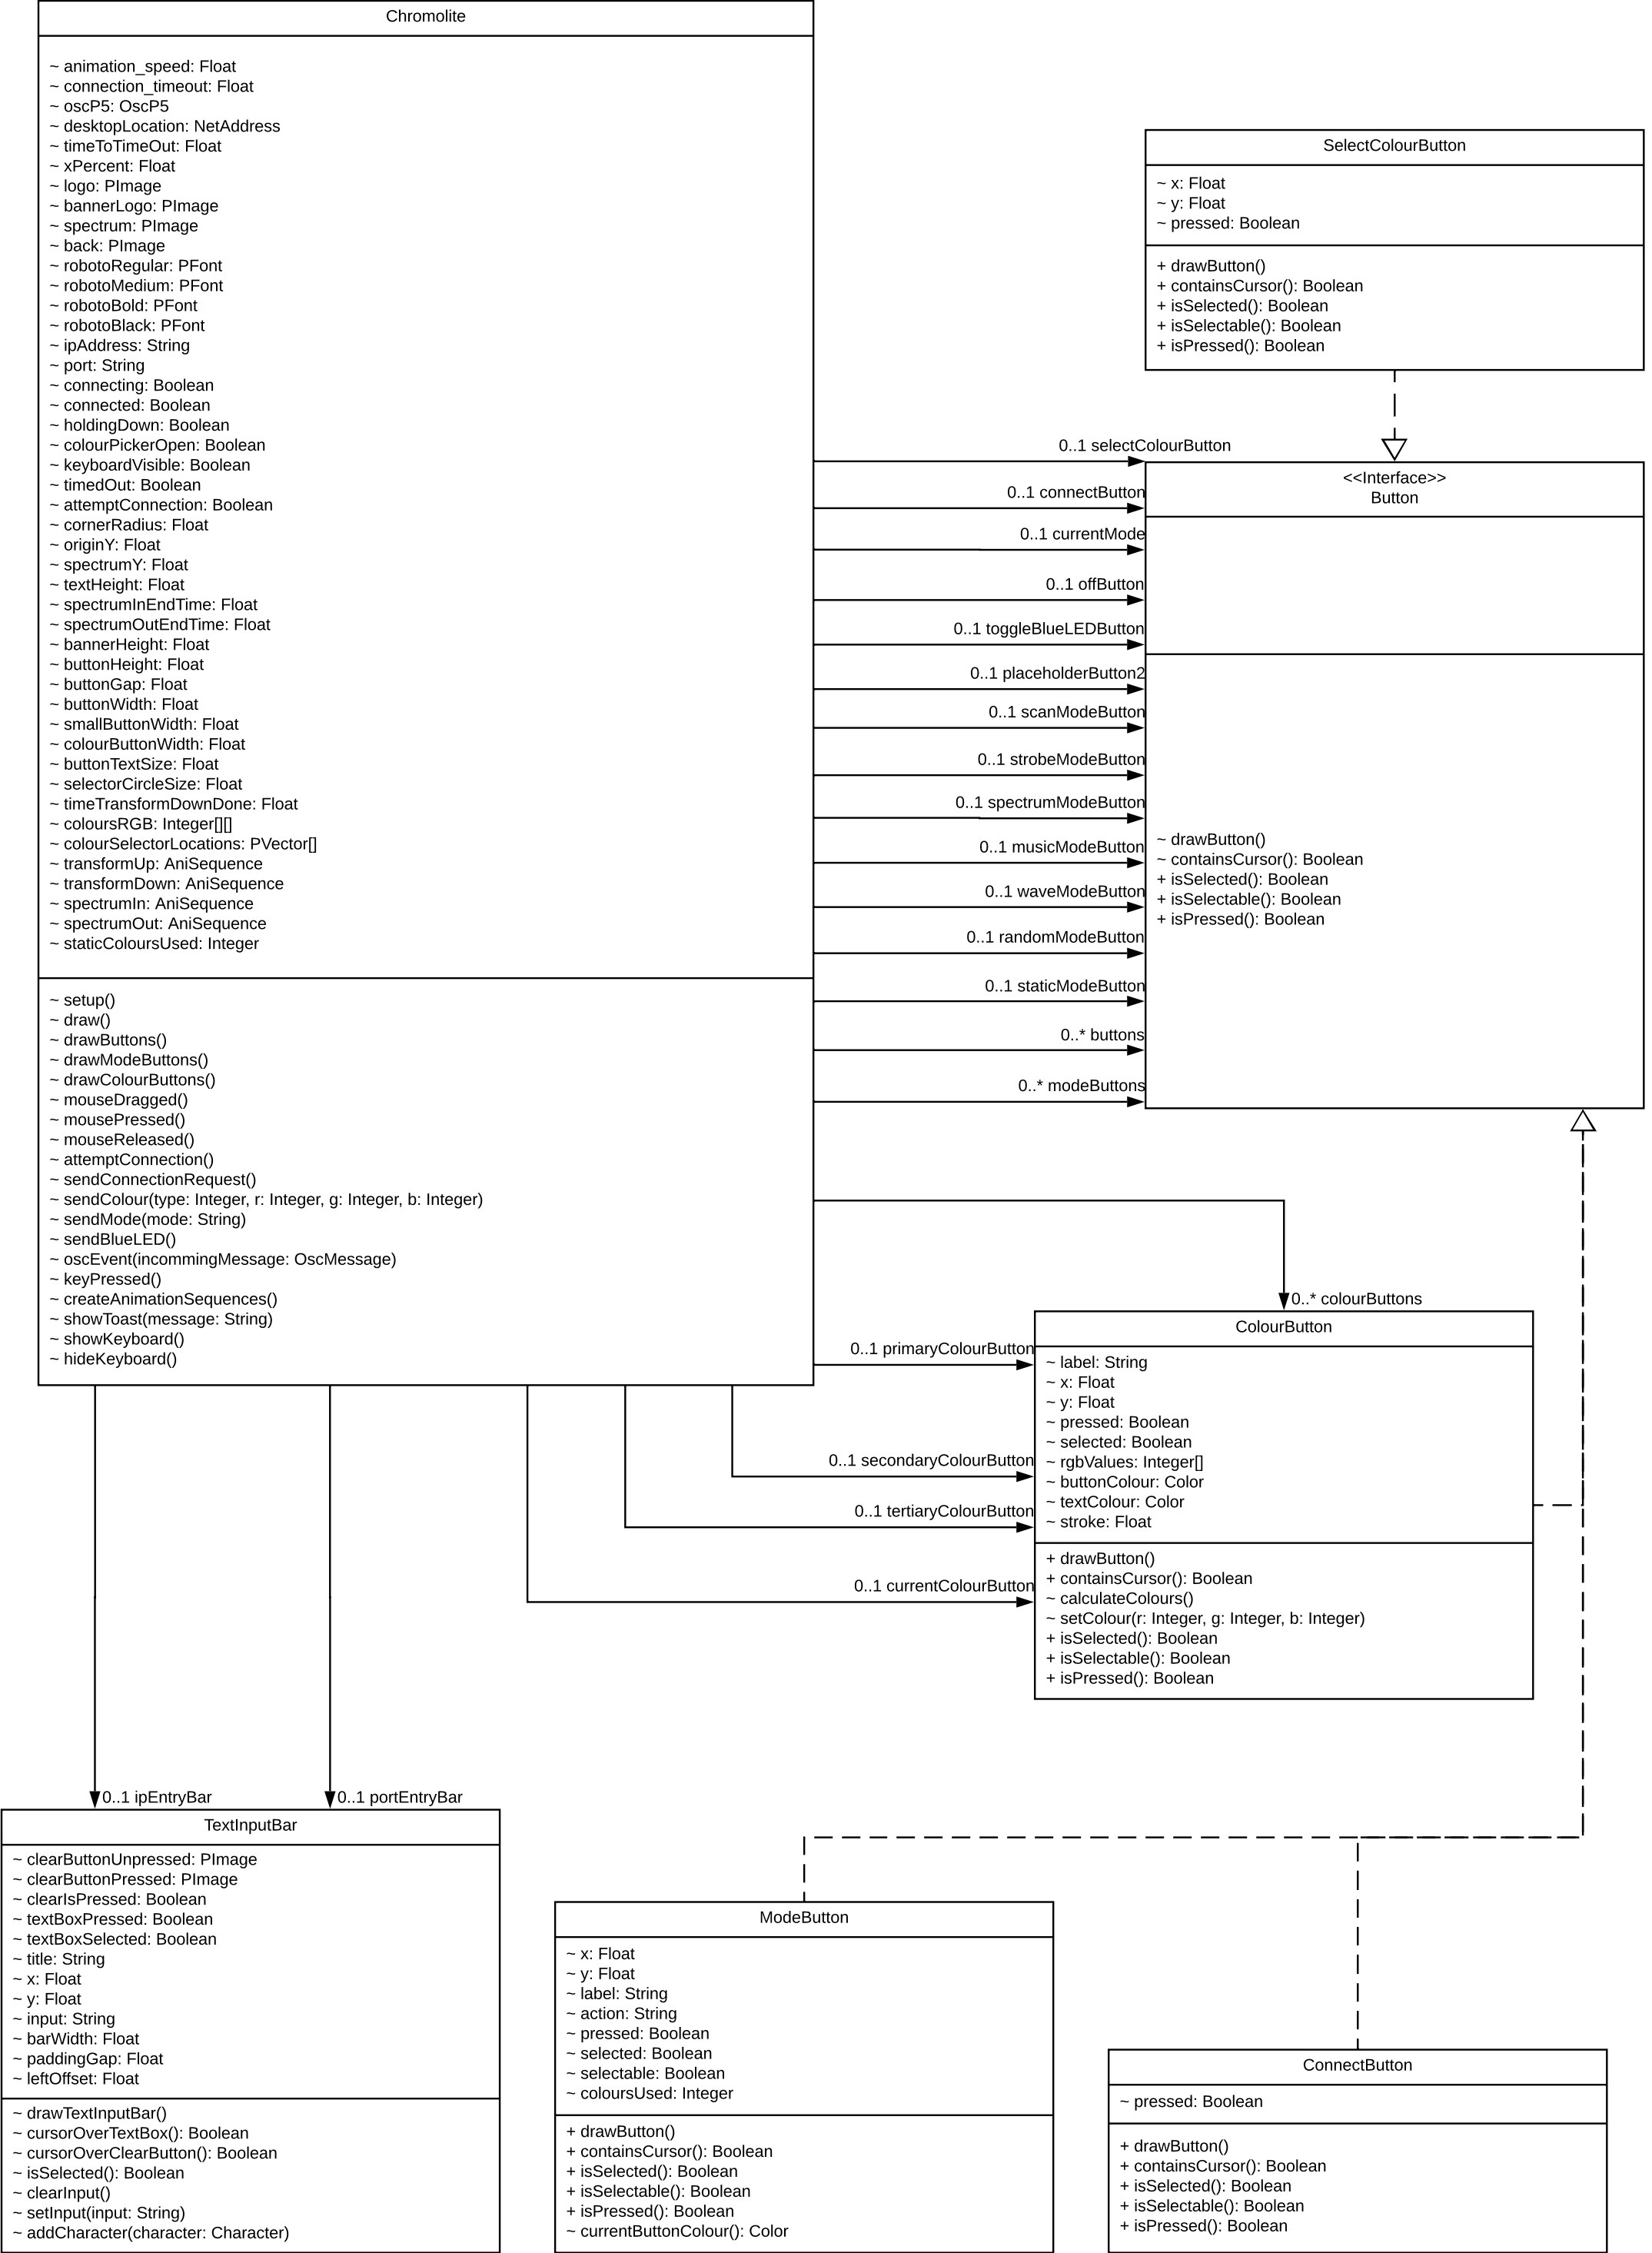 Chromolite
~ animation_speed: Float
~ connection_timeout: Float
~ oscP5: OscP5
~ desktopLocation: NetAddress
~ timeToTimeOut: Float
~ xPercent: Float
~ logo: PImage
~ bannerLogo: PImage
~ spectrum: PImage
~ back: PImage
~ robotoRegular: PFont
~ robotoMedium: PFont
~ robotoBold: PFont
~ robotoBlack: PFont
~ ipAddress: String
~ port: String
~ connecting: Boolean
~ connected: Boolean
~ holdingDown: Boolean
~ colourPickerOpen: Boolean
~ keyboardVisible: Boolean
~ timedOut: Boolean
~ attemptConnection: Boolean
~ cornerRadius: Float
~ originY: Float
~ spectrumY: Float
~ textHeight: Float
~ spectrumInEndTime: Float
~ spectrumOutEndTime: Float
~ bannerHeight: Float
~ buttonHeight: Float
~ buttonGap: Float
~ buttonWidth: Float
~ smallButtonWidth: Float
~ colourButtonWidth: Float
~ buttonTextSize: Float
~ selectorCircleSize: Float
~ timeTransformDownDone: Float
~ coloursRGB: Integer[][]
~ colourSelectorLocations: PVector[]
~ transformUp: AniSequence
~ transformDown: AniSequence
~ spectrumIn: AniSequence
~ spectrumOut: AniSequence
~ staticColoursUsed: Integer
~ setup()
~ draw()
~ drawButtons()
~ drawModeButtons()
~ drawColourButtons()
~ mouseDragged()
~ mousePressed()
~ mouseReleased()
~ attemptConnection()
~ sendConnectionRequest()
~ sendColour(type: Integer, r: Integer, g: Integer, b: Integer)
~ sendMode(mode: String)
~ sendBlueLED()
~ oscEvent(incommingMessage: OscMessage)
~ keyPressed()
~ createAnimationSequences()
~ showToast(message: String)
~ showKeyboard()
~ hideKeyboard()
SelectColourButton
~ x: Float
~ y: Float
~ pressed: Boolean
+ drawButton()
+ containsCursor(): Boolean
+ isSelected(): Boolean
+ isSelectable(): Boolean
+ isPressed(): Boolean
0..1 selectColourButton
0..1 connectButton
0..1 currentMode
0..1 offButton
0..1 toggleBlueLEDButton
0..1 placeholderButton2
0..1 scanModeButton
0..1 strobeModeButton
0..1 spectrumModeButton
0..1 musicModeButton
0..1 waveModeButton
0..1 randomModeButton
0..1 staticModeButton
0..* buttons
0..* modeButtons
<<Interface>>
Button
~ drawButton()
~ containsCursor(): Boolean
+ isSelected(): Boolean
+ isSelectable(): Boolean
+ isPressed(): Boolean
0..* colourButtons
0..1 primaryColourButton
0..1 secondaryColourButton
0..1 tertiaryColourButton
0..1 currentColourButton
ColourButton
~ label: String
~ x: Float
~ y: Float
~ pressed: Boolean
~ selected: Boolean
~ rgbValues: Integer[]
~ buttonColour: Color
~ textColour: Color
~ stroke: Float
+ drawButton()
+ containsCursor(): Boolean
~ calculateColours()
~ setColour(r: Integer, g: Integer, b: Integer)
+ isSelected(): Boolean
+ isSelectable(): Boolean
+ isPressed(): Boolean
0..1 ipEntryBar
0..1 portEntryBar
TextInputBar
~ clearButtonUnpressed: PImage
~ clearButtonPressed: PImage
~ clearIsPressed: Boolean
~ textBoxPressed: Boolean
~ textBoxSelected: Boolean
~ title: String
~ x: Float
~ y: Float
~ input: String
~ barWidth: Float
~ paddingGap: Float
~ leftOffset: Float
~ drawTextInputBar()
~ cursorOverTextBox(): Boolean
~ cursorOverClearButton(): Boolean
~ isSelected(): Boolean
~ clearInput()
~ setInput(input: String)
~ addCharacter(character: Character)
ModeButton
~ x: Float
~ y: Float
~ label: String
~ action: String
~ pressed: Boolean
~ selected: Boolean
~ selectable: Boolean
~ coloursUsed: Integer
+ drawButton()
+ containsCursor(): Boolean
+ isSelected(): Boolean
+ isSelectable(): Boolean
+ isPressed(): Boolean
~ currentButtonColour(): Color
ConnectButton
~ pressed: Boolean
+ drawButton()
+ containsCursor(): Boolean
+ isSelected(): Boolean
+ isSelectable(): Boolean
+ isPressed(): Boolean